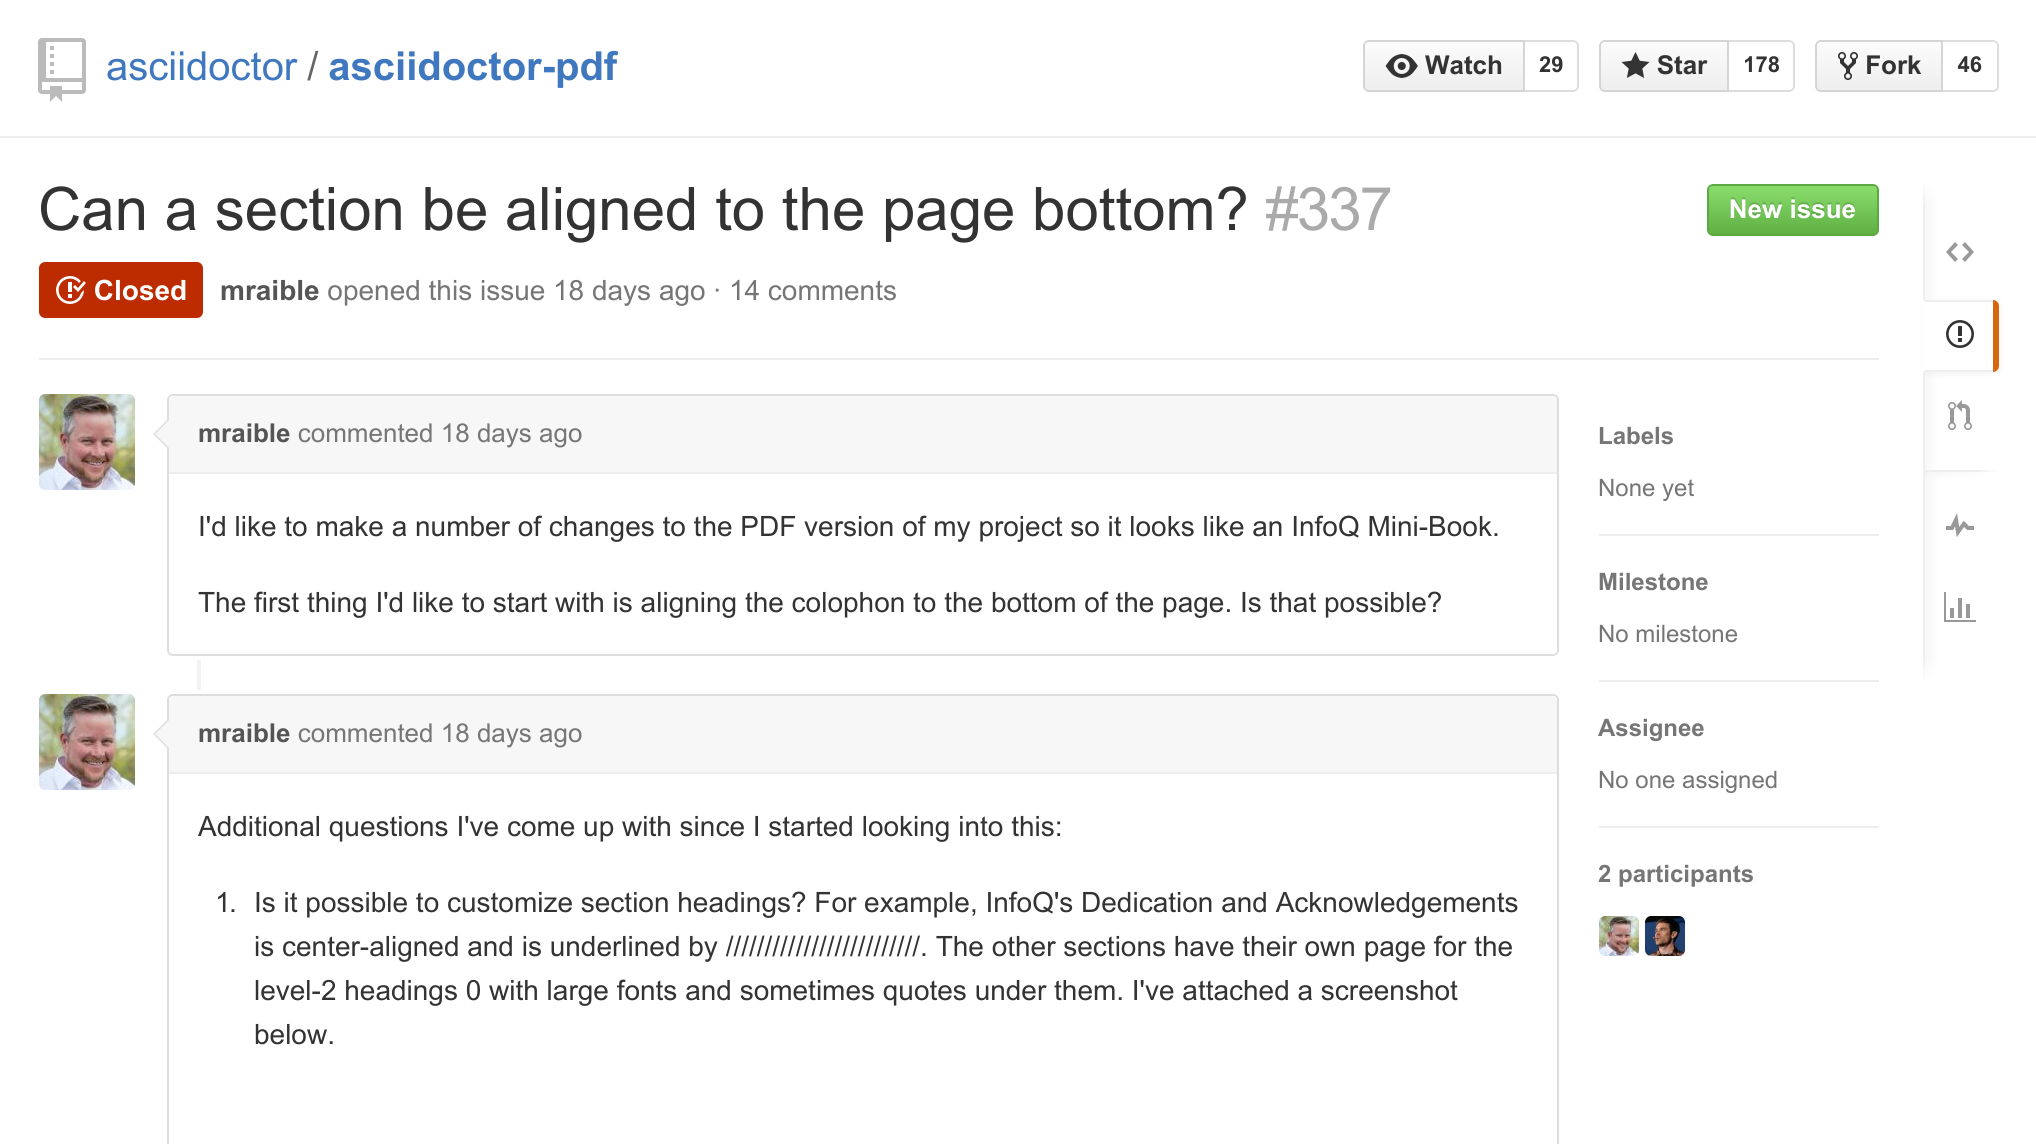 asciidoctor / asciidoctor-pdf
Watch 29 Star 178 Fork 46
Can a section be aligned to the page bottom? #337
New issue
Closed mraible opened this issue 18 days ago · 14 comments
mraible commented 18 days ago
I'd like to make a number of changes to the PDF version of my project so it looks like an InfoQ Mini-Book.
The first thing I'd like to start with is aligning the colophon to the bottom of the page. Is that possible?
mraible commented 18 days ago
Additional questions I've come up with since I started looking into this:
1. Is it possible to customize section headings? For example, InfoQ's Dedication and Acknowledgements
is center-aligned and is underlined by /////////////////////////. The other sections have their own page for the
level-2 headings 0 with large fonts and sometimes quotes under them. I've attached a screenshot
below.
Labels
None yet
Milestone
No milestone
Assignee
No one assigned
2 participants